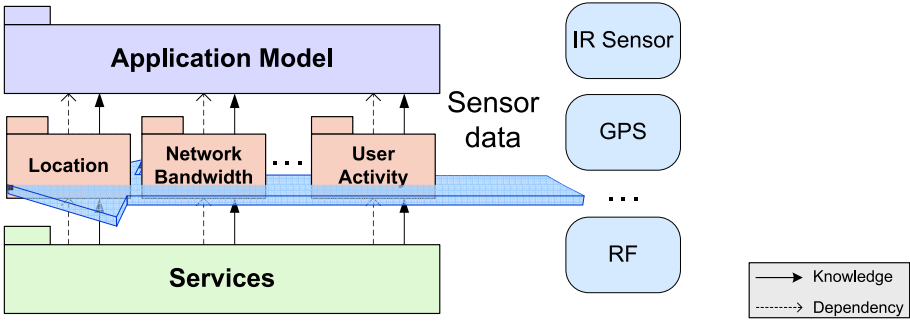 Application Model
IR Sensor
Sensor
data
GPS
Location
Network
Bandwidth
...
User
Activity
...
RF
Services
Knowledge
Dependency